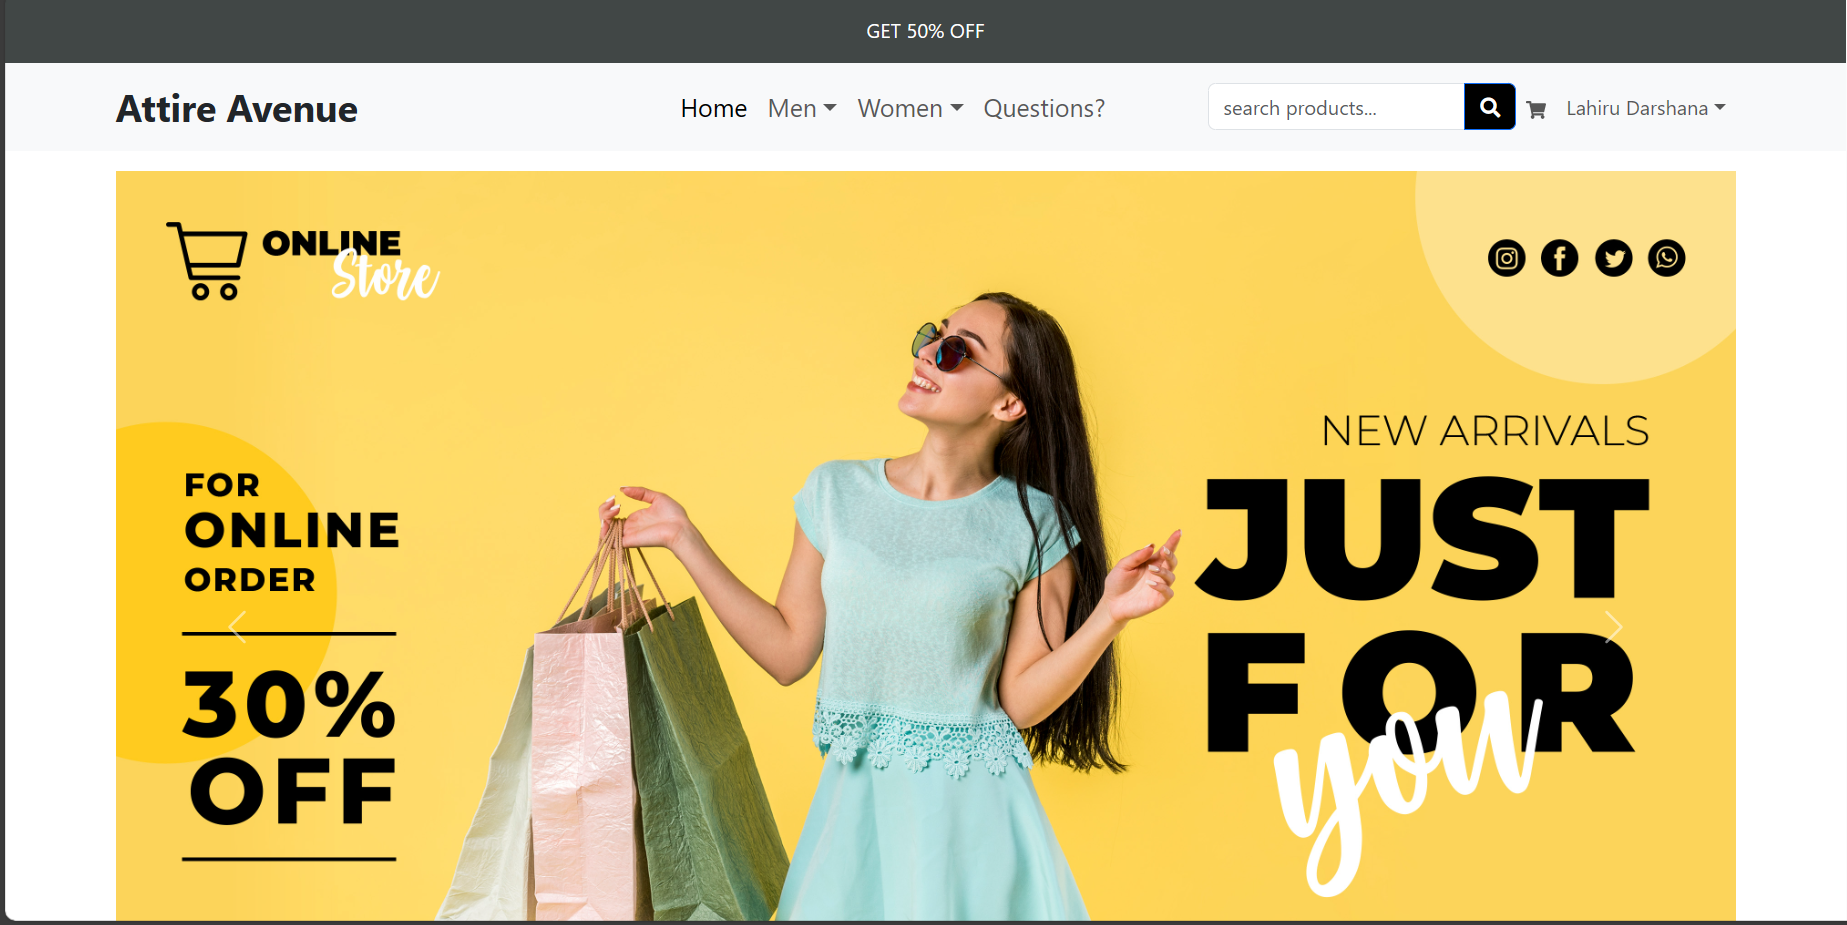 GET 50% OFF
Attire Avenue
Home Men Women Questions?
search products...
Lahiru Darshana
ONLINE
Store
FOR
ONLINE
ORDER
30%
OFF
NEW ARRIVALS
JUST
FOR
you